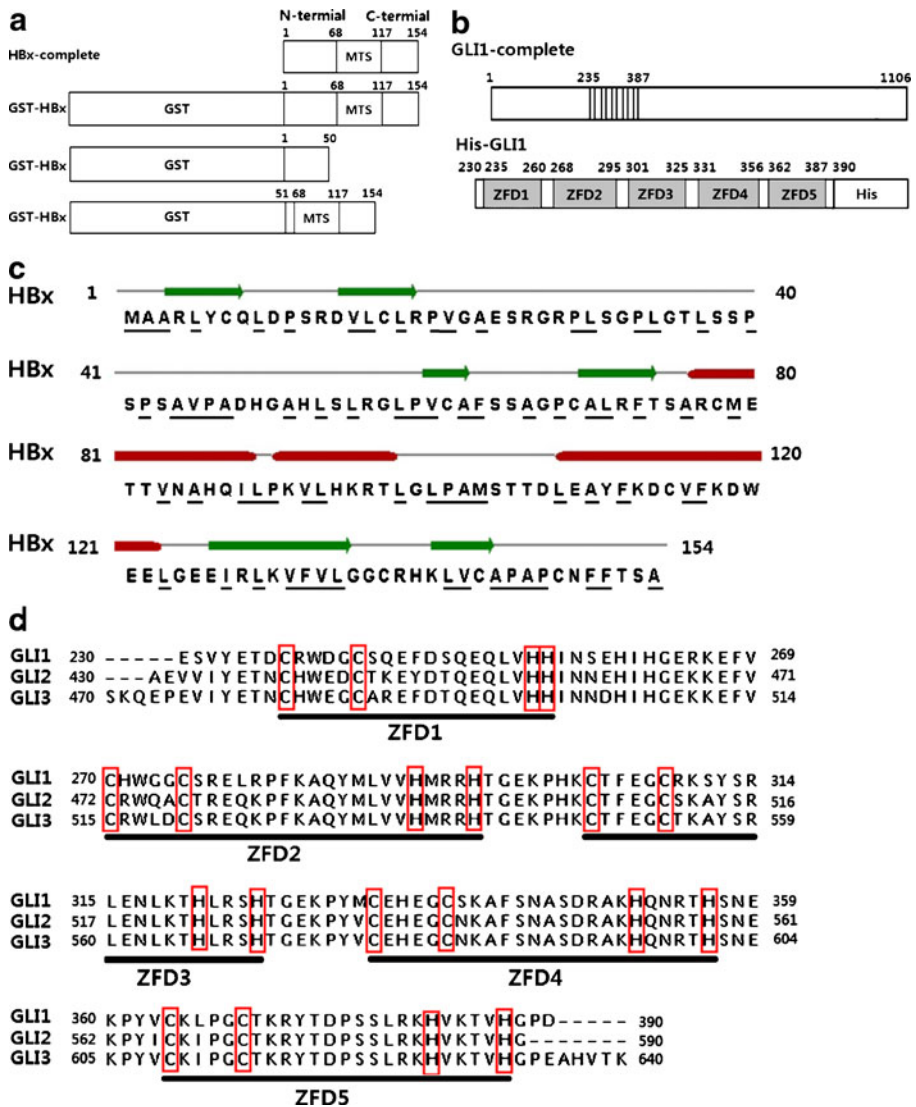 a
N-termial C-termial
1 68 117 154
HBx-complete MTS
1 68 117 154
GST-HBx GST MTS
1 50
GST-HBx GST
51 68 117 154
GST-HBx GST MTS
b
GLI1-complete
1 235 387 1106
His-GLI1
230 235 260 268 295 301 325 331 356 362 387 390
ZFD1 ZFD2 ZFD3 ZFD4 ZFD5 His
c
HBx 1 40
MAARLYCQLDPSRDVLCLRPVGAESRGRPLSGPLGTLSSP
HBx 41 80
SPSAVPADHGAHLSLRGLPVCAFSSAGPCALRFTSARCME
HBx 81 120
TTVNAHQILPKVLHKRTLGLPAMSTTDLEAYFKDCVFKDW
HBx 121 154
EELGEEIRLKVFVLGGCRHKLVCAPAPCNFFTSA
d
GLI1 230 -----ESVYETDCRWDGCSQEFDSQEQLVHHINSEHIHGERKEFV 269
GLI2 430 ---AEVVIYETNCHWEDCTKEYDTQEQLVHHINNEHIHGEKKEFV 471
GLI3 470 SKQEPEVIYETNCHWEGCAREFDTQEQLVHHINNDHIHGEKKEFV 514
ZFD1
GLI1 270 CHWGGCSRELRPFKAQYMLVVHMRRHTGEKPHKCTFEGCRKSYSR 314
GLI2 472 CRWQACTREQKPFKAQYMLVVHMRRHTGEKPHKCTFEGCSKAYSR 516
GLI3 515 CRWLDCSREQKPFKAQYMLVVHMRRHTGEKPHKCTFEGCTKAYSR 559
ZFD2
GLI1 315 LENLKTHLRSHTGEKPYMCEHEGCSKAFSNASDRAKHQNRTHSNE 359
GLI2 517 LENLKTHLRSHTGEKPYVCEHEGCNKAFSNASDRAKHQNRTHSNE 561
GLI3 560 LENLKTHLRSHTGEKPYVCEHEGCNKAFSNASDRAKHQNRTHSNE 604
ZFD3 ZFD4
GLI1 360 KPYVCKLPGCTKRYTDPSSLRKHVKTVHGPD----- 390
GLI2 562 KPYICKIPGCTKRYTDPSSLRKHVKTVHG------ 590
GLI3 605 KPYVCKIPGCTKRYTDPSSLRKHVKTVHGPEAHVTK 640
ZFD5